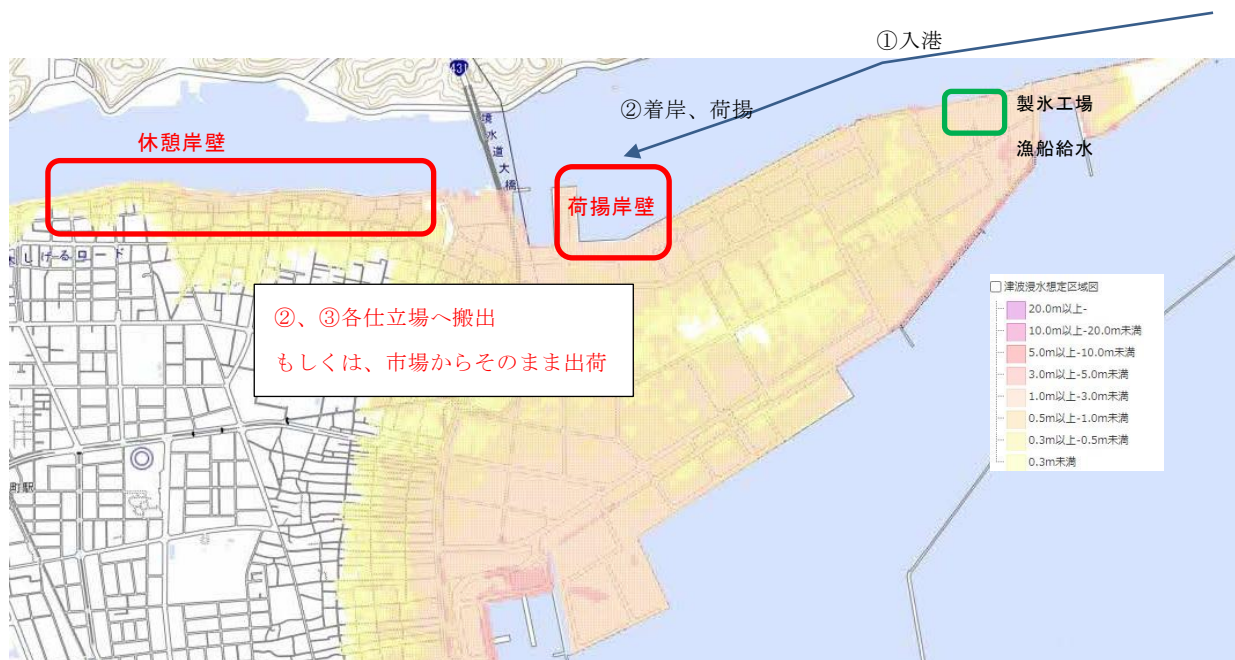 ①入港
②着岸、荷揚
製氷工場
漁船給水
431
境水道大橋
休憩岸壁
荷揚岸壁
しげるロード
②、③各仕立場へ搬出
もしくは、市場からそのまま出荷
津波浸水想定区域図
20.0m以上-
10.0m以上-20.0m未満
5.0m以上-10.0m未満
3.0m以上-5.0m未満
1.0m以上-3.0m未満
0.5m以上-1.0m未満
0.3m以上-0.5m未満
0.3m未満
町駅